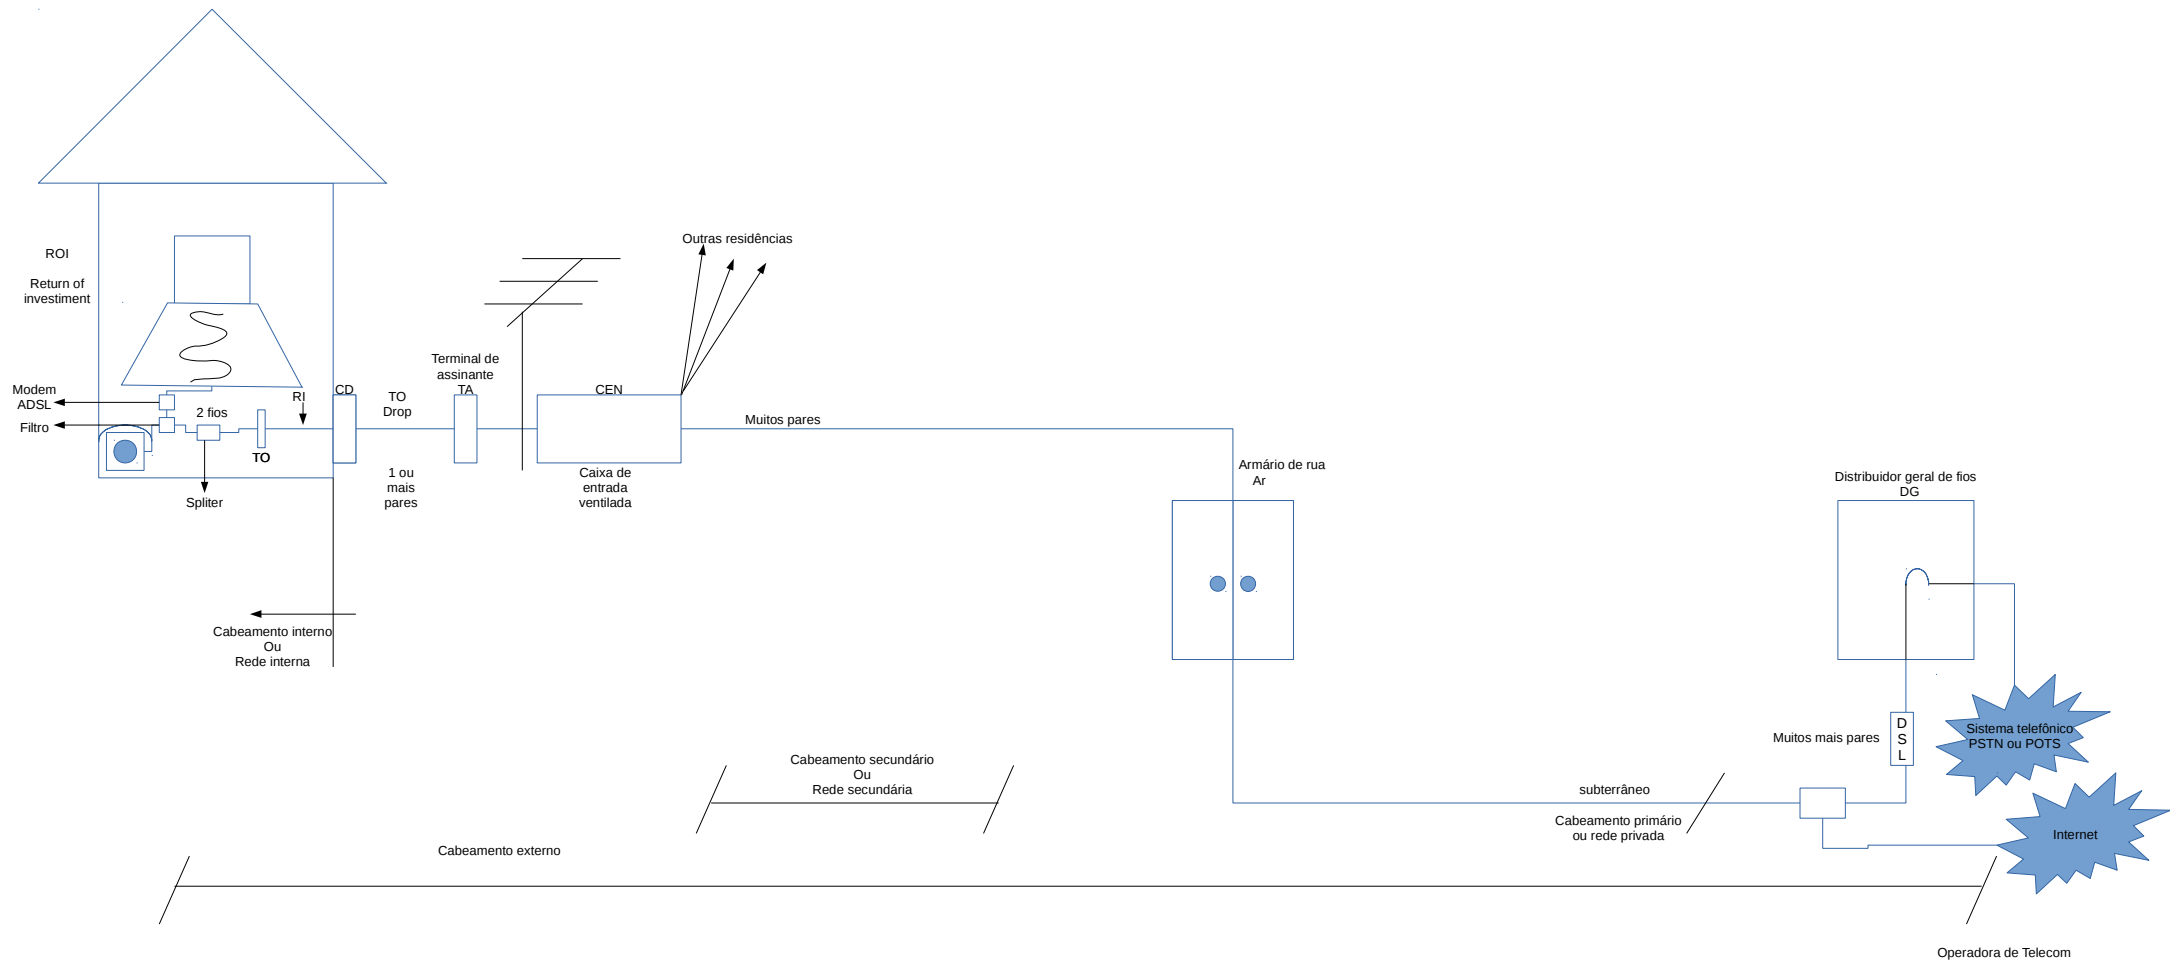 ROI
Return of
investiment
Modem
ADSL
Filtro
2 fios
Spliter
TO
RI
CD
TO
Drop
1 ou
mais
pares
Terminal de
assinante
TA
CEN
Caixa de
entrada
ventilada
Outras residências
Muitos pares
Armário de rua
Ar
Distribuidor geral de fios
DG
Cabeamento interno
Ou
Rede interna
Cabeamento secundário
Ou
Rede secundária
Cabeamento externo
subterrâneo
Cabeamento primário
ou rede privada
Muitos mais pares
D
S
L
Sistema telefônico
PSTN ou POTS
Internet
Operadora de Telecom